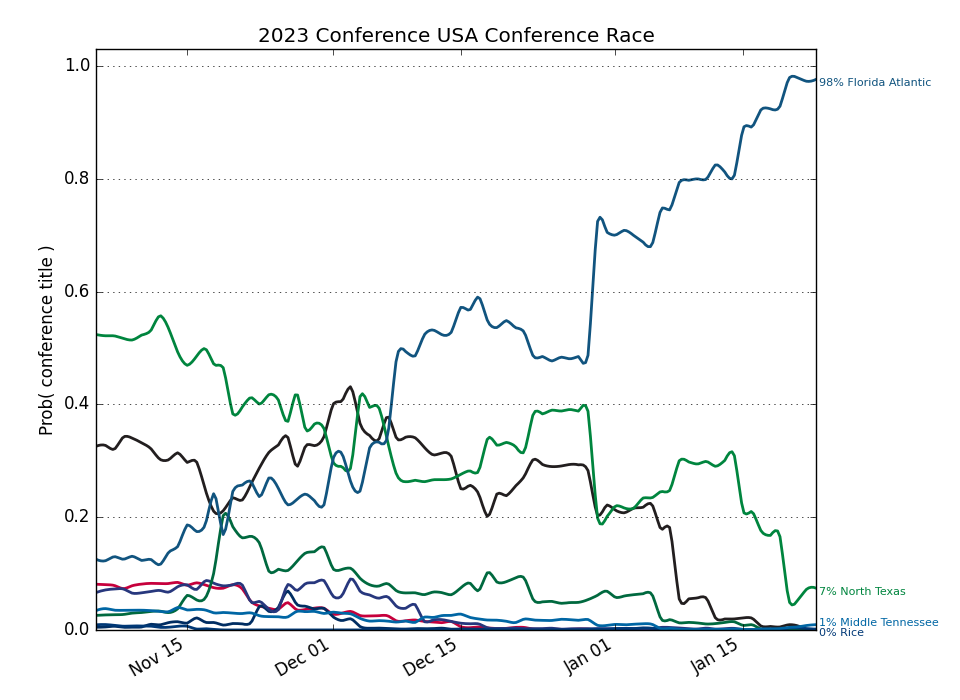 2023 Conference USA Conference Race
Prob( conference title )
1.0
0.8
0.6
0.4
0.2
0.0
98% Florida Atlantic
7% North Texas
1% Middle Tennessee
0% Rice
Nov 15
Dec 01
Dec 15
Jan 01
Jan 15